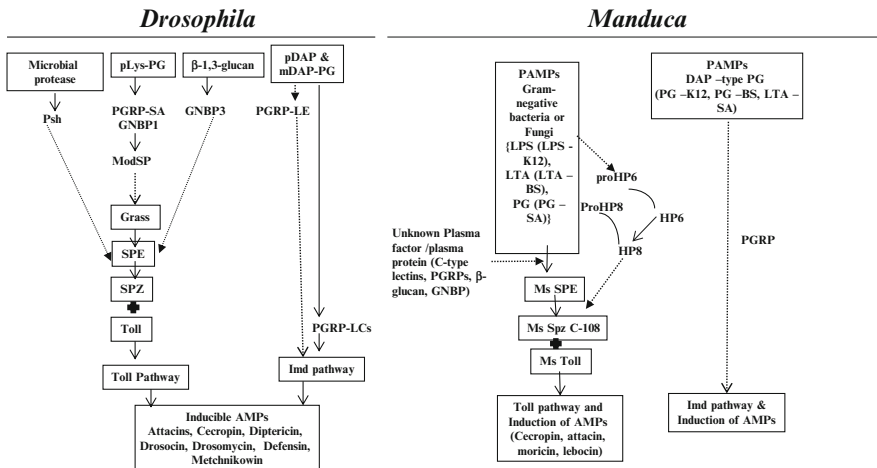 Drosophila
Microbial
protease
pLys-PG
β-1,3-glucan
pDAP &
mDAP-PG
Psh
PGRP-SA
GNBP1
GNBP3
PGRP-LE
ModSP
Grass
SPE
SPZ
Toll
PGRP-LCs
Toll Pathway
Imd pathway
Inducible AMPs
Attacins, Cecropin, Diptericin,
Drosocin, Drosomycin, Defensin,
Metchnikowin
Manduca
PAMPs
Gram-
negative
bacteria or
Fungi
{LPS (LPS -
K12),
LTA (LTA –
BS),
PG (PG –
SA)}
PAMPs
DAP –type PG
(PG –K12, PG –BS, LTA –
SA)
proHP6
ProHP8
HP6
HP8
Unknown Plasma
factor /plasma
protein (C-type
lectins, PGRPs, β-
glucan, GNBP)
PGRP
Ms SPE
Ms Spz C-108
Ms Toll
Toll pathway and
Induction of AMPs
(Cecropin, attacin,
moricin, lebocin)
Imd pathway &
Induction of AMPs